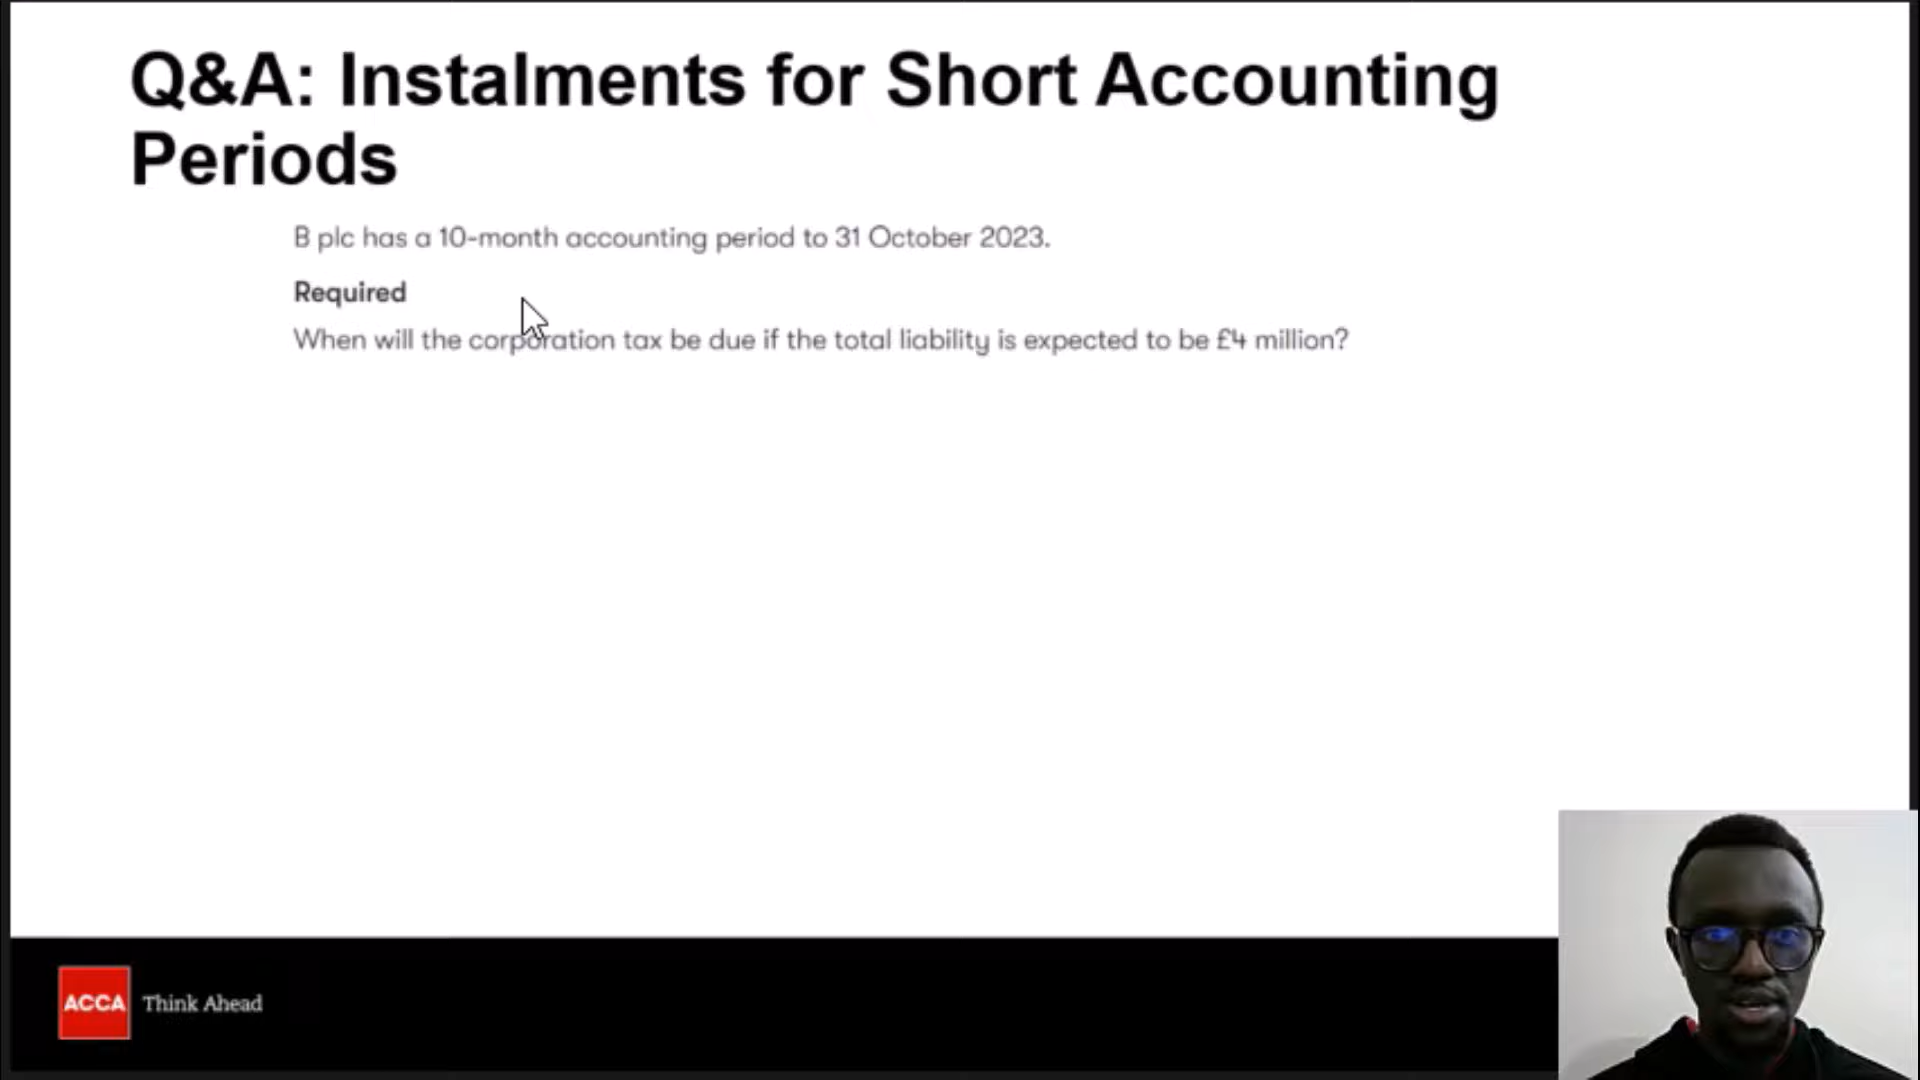 Q&A: Instalments for Short Accounting
Periods
B plc has a 10-month accounting period to 31 October 2023.
Required
When will the corporation tax be due if the total liability is expected to be £4 million?
ACCA Think Ahead